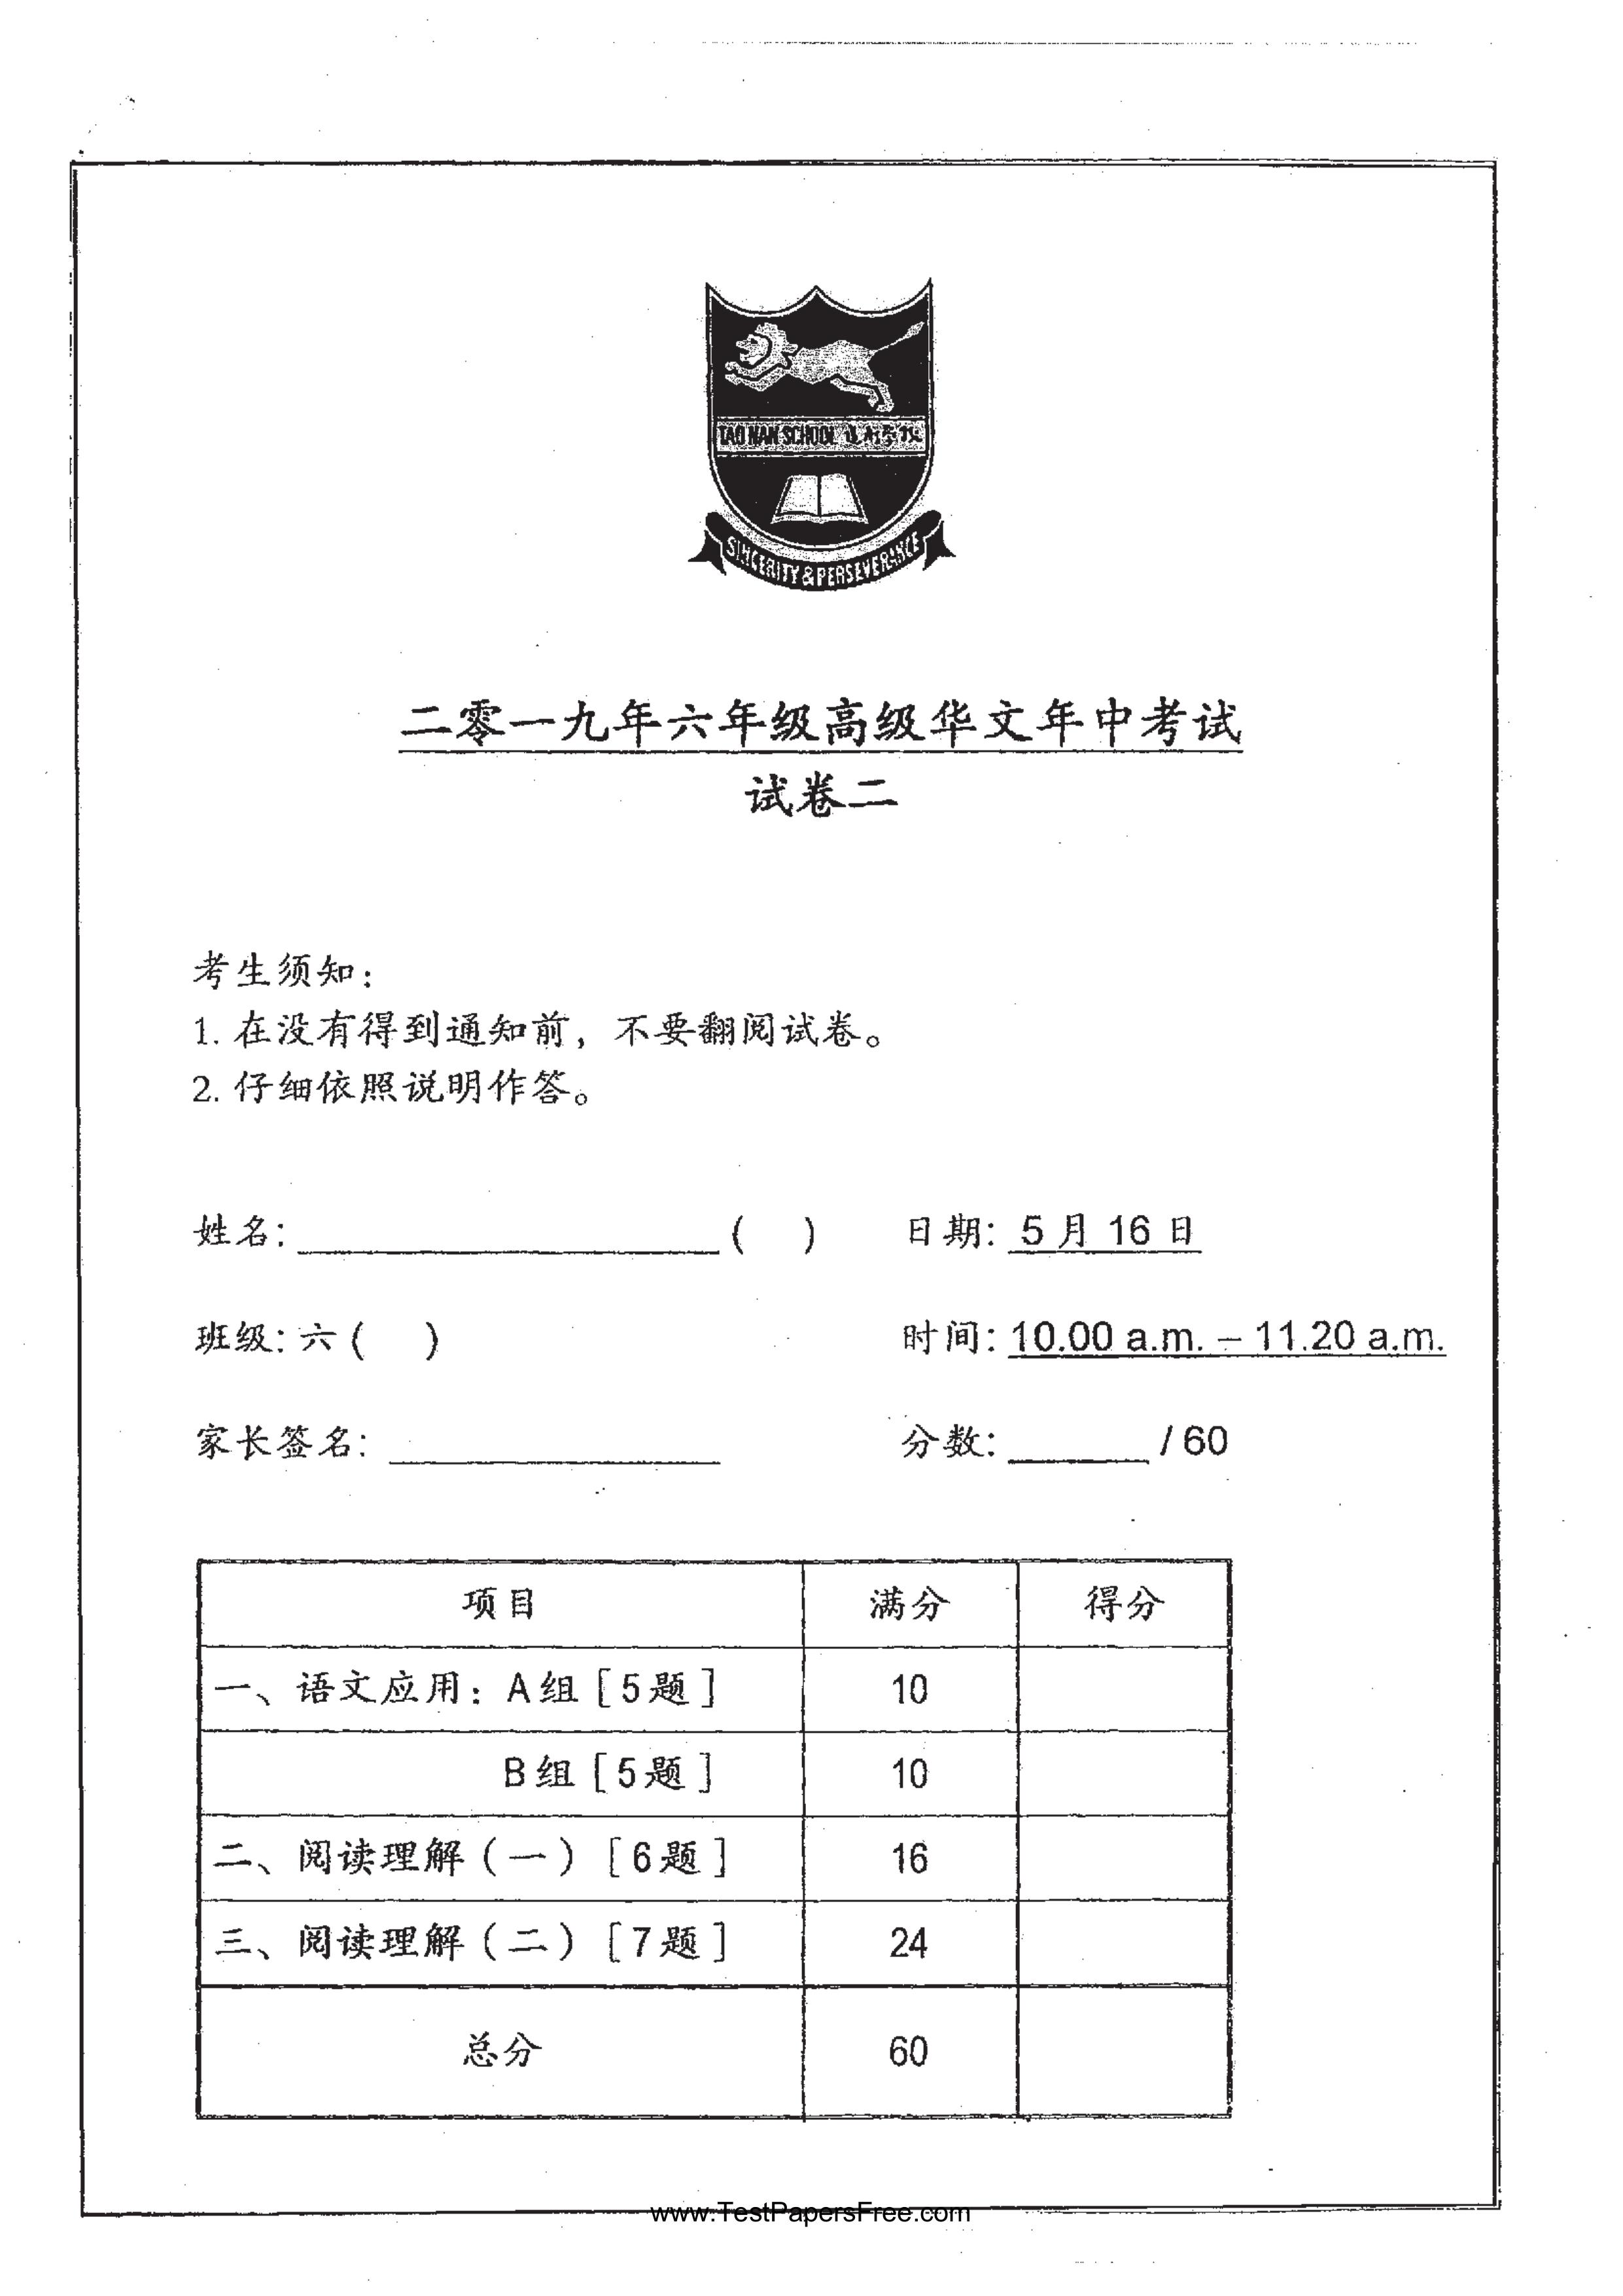 TAO NAN SCHOOL 道南学校
SINCERITY & PERSEVERANCE
二零一九年六年级高级华文年中考试
试卷二
考生须知：
1. 在没有得到通知前，不要翻阅试卷。
2. 仔细依照说明作答。
姓名：____________________ (    )    日期：5 月 16 日
班级：六 (    )    时间：10.00 a.m. – 11.20 a.m.
家长签名：________________    分数：_______ / 60
项目    满分    得分
一、语文应用：A 组 [ 5 题 ]    10
B 组 [ 5 题 ]    10
二、阅读理解（一）[ 6 题 ]    16
三、阅读理解（二）[ 7 题 ]    24
总分    60
www.TestPapersFree.com